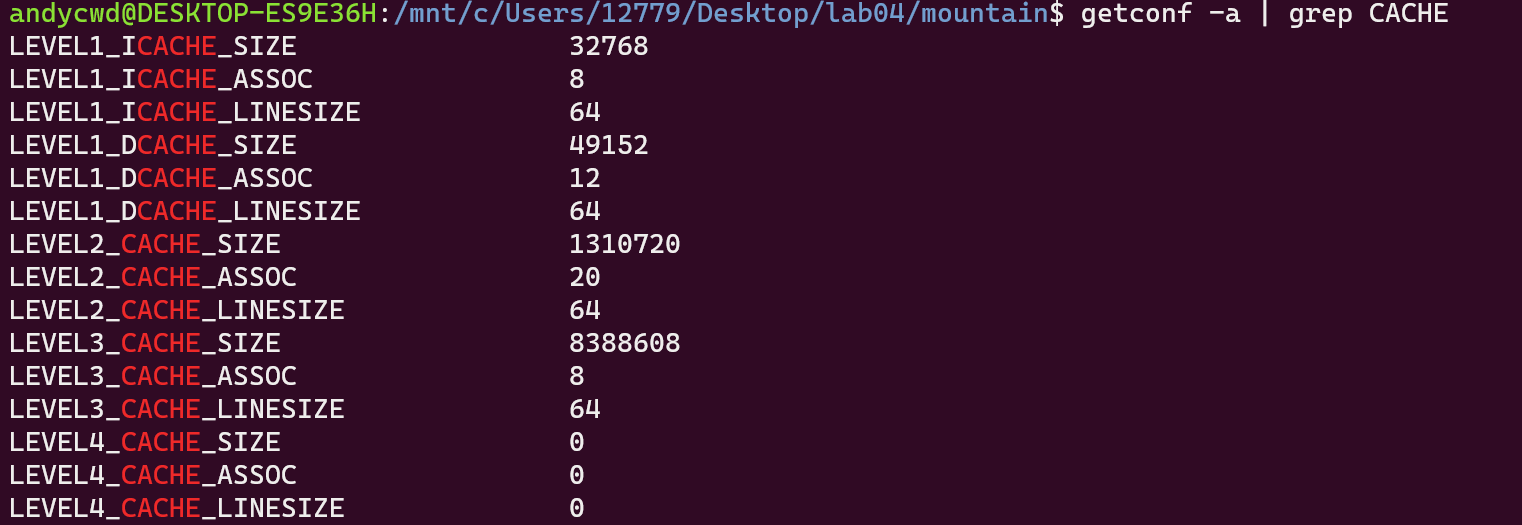 andycwd@DESKTOP-ES9E36H:/mnt/c/Users/12779/Desktop/lab04/mountain$ getconf -a | grep CACHE
LEVEL1_ICACHE_SIZE                 32768
LEVEL1_ICACHE_ASSOC                8
LEVEL1_ICACHE_LINESIZE             64
LEVEL1_DCACHE_SIZE                 49152
LEVEL1_DCACHE_ASSOC                12
LEVEL1_DCACHE_LINESIZE             64
LEVEL2_CACHE_SIZE                  1310720
LEVEL2_CACHE_ASSOC                 20
LEVEL2_CACHE_LINESIZE              64
LEVEL3_CACHE_SIZE                  8388608
LEVEL3_CACHE_ASSOC                 8
LEVEL3_CACHE_LINESIZE              64
LEVEL4_CACHE_SIZE                  0
LEVEL4_CACHE_ASSOC                 0
LEVEL4_CACHE_LINESIZE              0